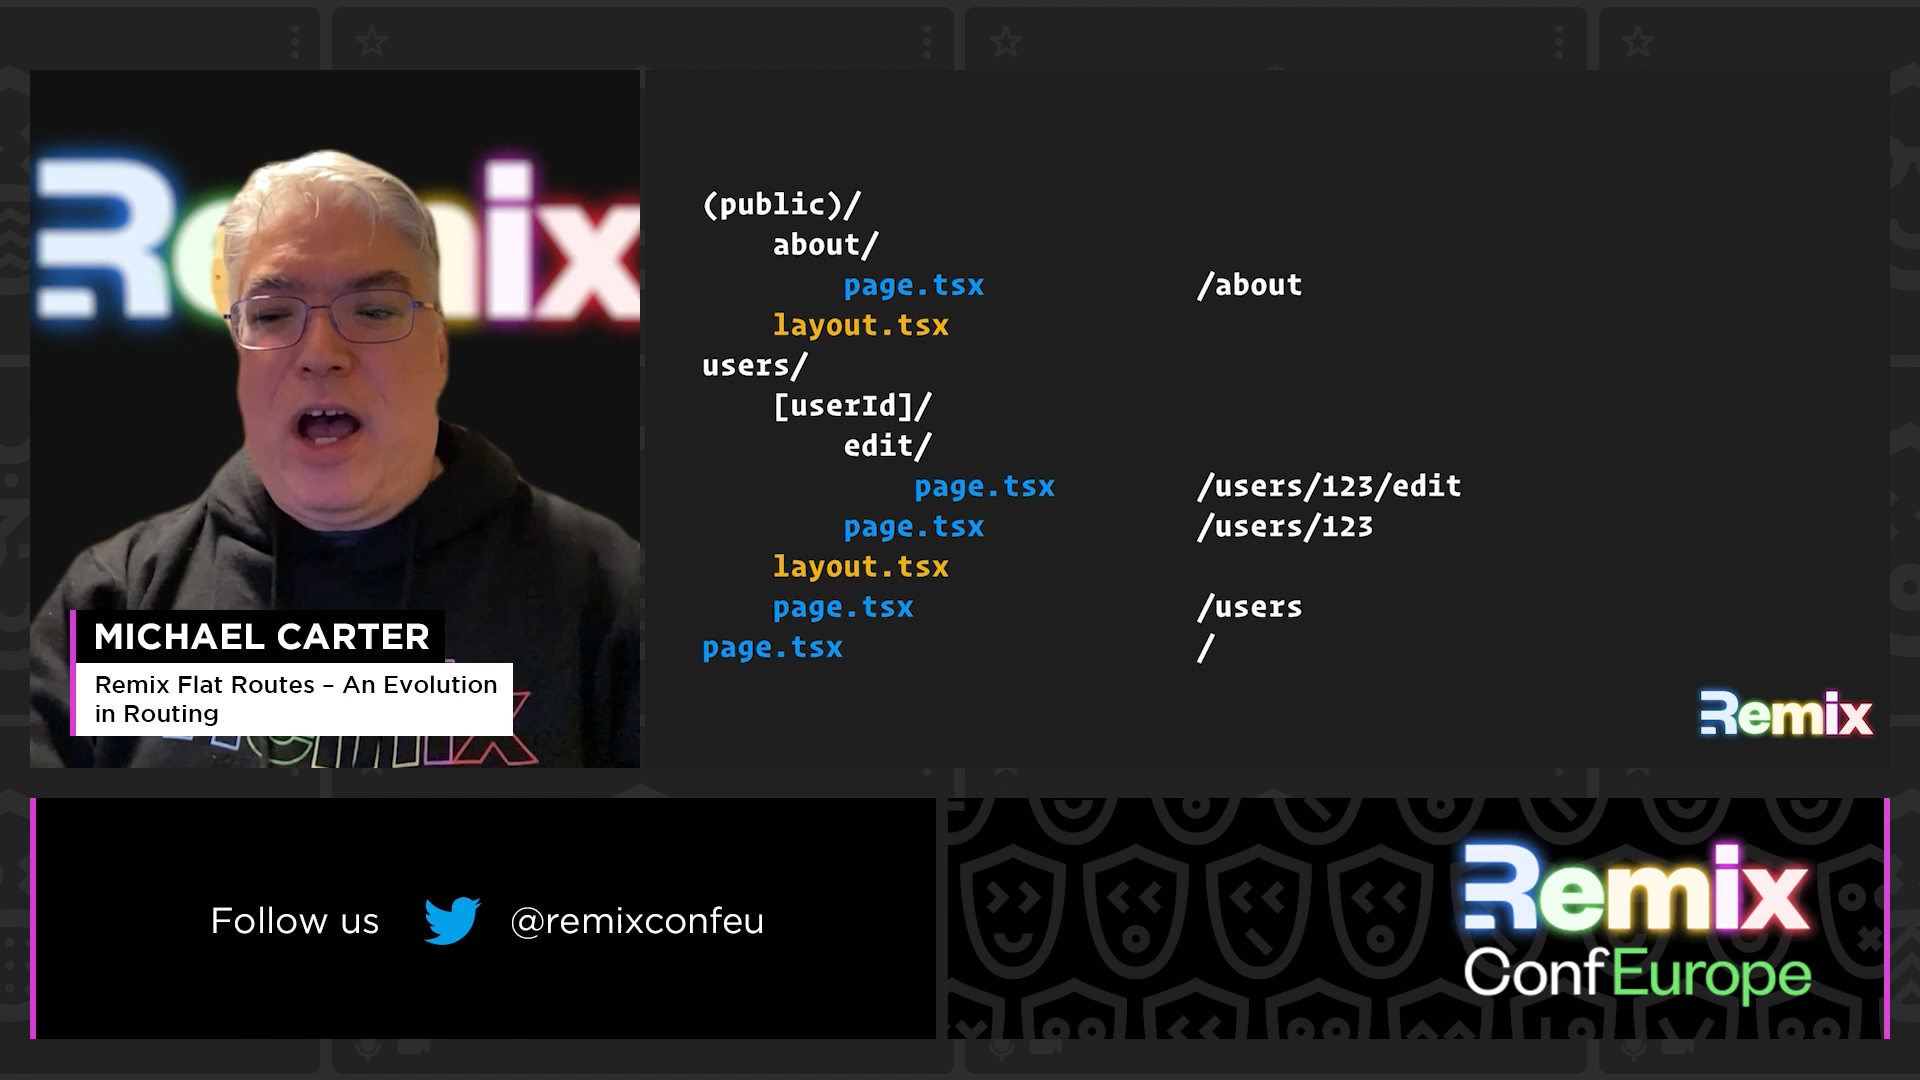 Remix
(public)/
about/
page.tsx /about
layout.tsx
users/
[userId]/
edit/
page.tsx /users/123/edit
page.tsx /users/123
layout.tsx
page.tsx /users
page.tsx /
Remix
MICHAEL CARTER
Remix Flat Routes – An Evolution
in Routing
Remix
Follow us @remixconfeu
Remix
Conf Europe